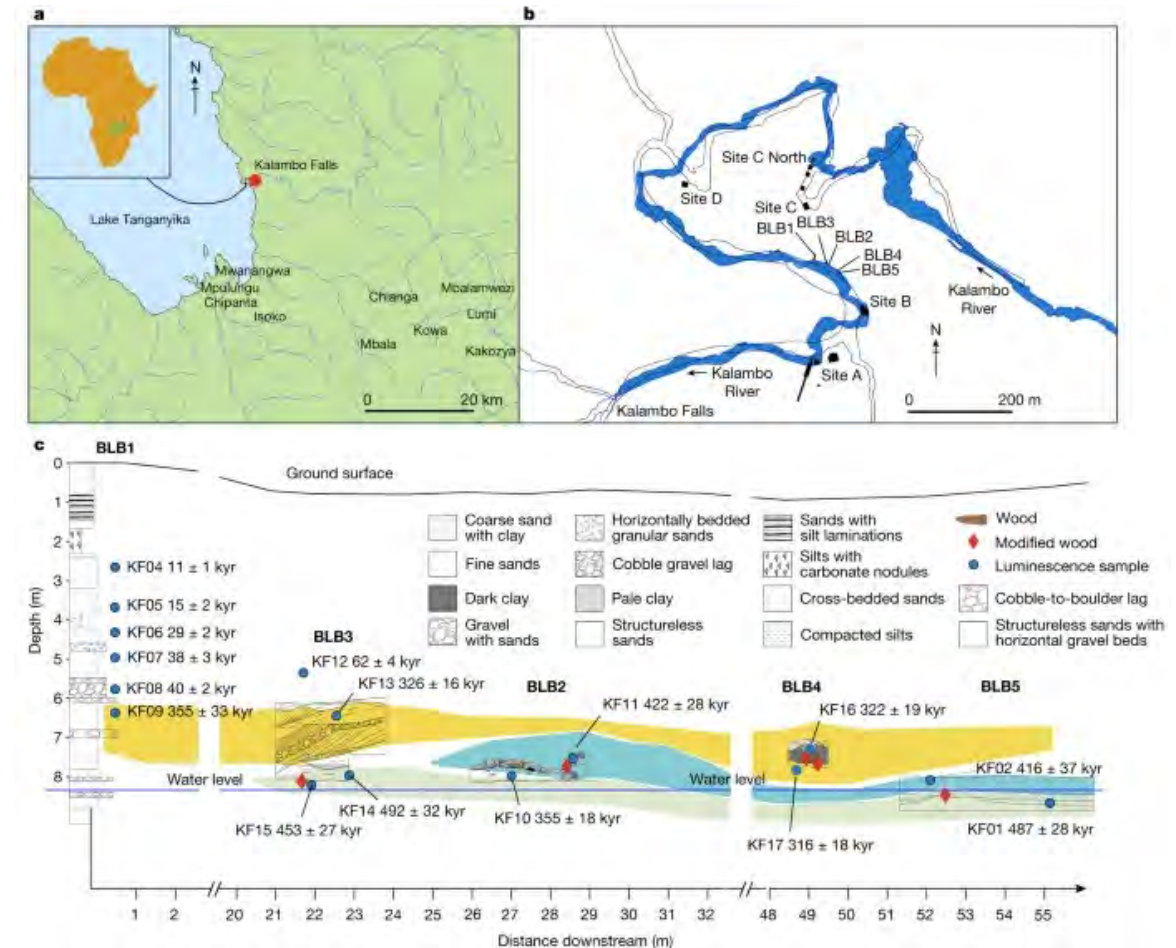 a
N
Kalambo Falls
Lake Tanganyika
Mwanangwa
Mpulungu
Chipanta
Isoko
Chianga
Mbalamwezi
Lumi
Kowa
Mbala
Kakozya
0 20 km
b
Site C North
Site D
Site C
BLB1
BLB3
BLB2
BLB4
BLB5
Site B
Kalambo
River
N
Kalambo
River
Site A
Kalambo Falls
0 200 m
c
BLB1
Ground surface
Depth (m)
0
1
2
3
4
5
6
7
8
Coarse sand
with clay
Fine sands
Dark clay
Gravel
with sands
Horizontally bedded
granular sands
Cobble gravel lag
Pale clay
Structureless
sands
Sands with
silt laminations
Silts with
carbonate nodules
Cross-bedded sands
Compacted silts
Wood
Modified wood
Luminescence sample
Cobble-to-boulder lag
Structureless sands with
horizontal gravel beds
KF04 11 ± 1 kyr
KF05 15 ± 2 kyr
KF06 29 ± 2 kyr
KF07 38 ± 3 kyr
KF08 40 ± 2 kyr
KF09 355 ± 33 kyr
BLB3
KF12 62 ± 4 kyr
KF13 326 ± 16 kyr
BLB2
KF11 422 ± 28 kyr
BLB4
KF16 322 ± 19 kyr
BLB5
Water level
Water level
KF02 416 ± 37 kyr
KF14 492 ± 32 kyr
KF15 453 ± 27 kyr
KF10 355 ± 18 kyr
KF17 316 ± 18 kyr
KF01 487 ± 28 kyr
1 2 20 21 22 23 24 25 26 27 28 29 30 31 32 48 49 50 51 52 53 54 55
Distance downstream (m)